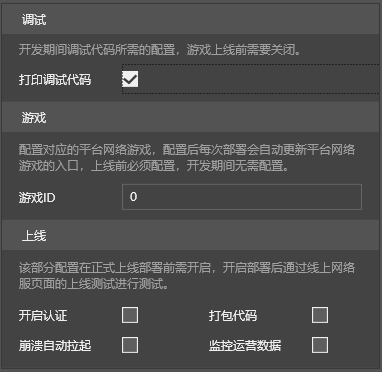 调试
开发期间调试代码所需的配置，游戏上线前需要关闭。
打印调试代码
游戏
配置对应的平台网络游戏，配置后每次部署会自动更新平台网络
游戏的入口，上线前必须配置，开发期间无需配置。
游戏ID 0
上线
该部分配置在正式上线部署前需开启，开启部署后通过线上网络
服页面的上线测试进行测试。
开启认证 打包代码
崩溃自动拉起 监控运营数据